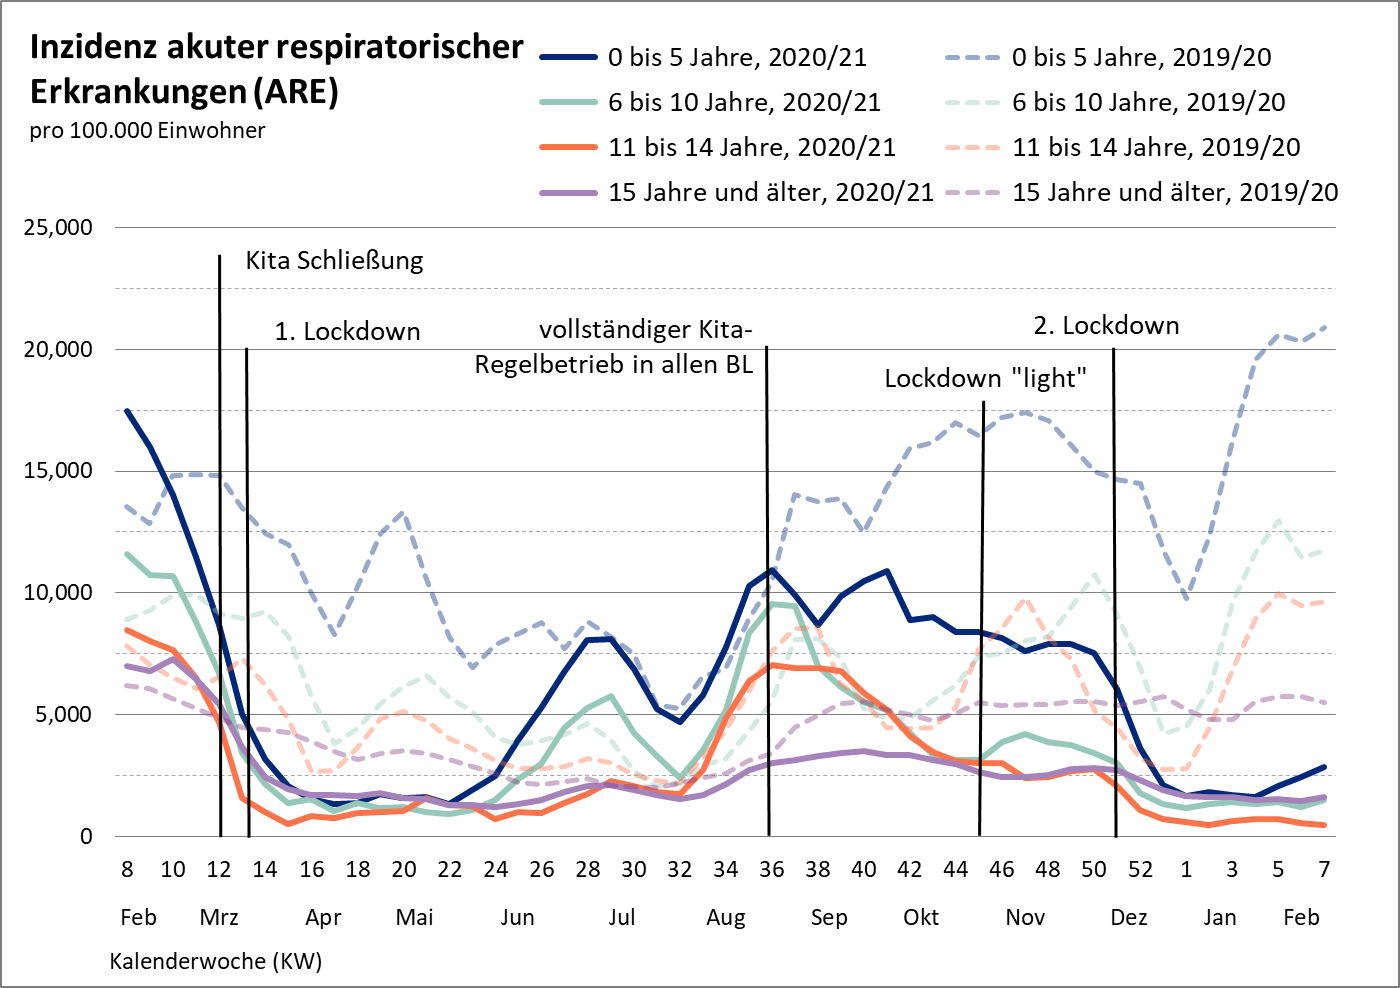 Inzidenz akuter respiratorischer
Erkrankungen (ARE)
pro 100.000 Einwohner
0 bis 5 Jahre, 2020/21
0 bis 5 Jahre, 2019/20
6 bis 10 Jahre, 2020/21
6 bis 10 Jahre, 2019/20
11 bis 14 Jahre, 2020/21
11 bis 14 Jahre, 2019/20
15 Jahre und älter, 2020/21
15 Jahre und älter, 2019/20
25,000
Kita Schließung
1. Lockdown
vollständiger Kita-
Regelbetrieb in allen BL
2. Lockdown
Lockdown "light"
20,000
15,000
10,000
5,000
0
8 10 12 14 16 18 20 22 24 26 28 30 32 34 36 38 40 42 44 46 48 50 52 1 3 5 7
Feb Mrz Apr Mai Jun Jul Aug Sep Okt Nov Dez Jan Feb
Kalenderwoche (KW)